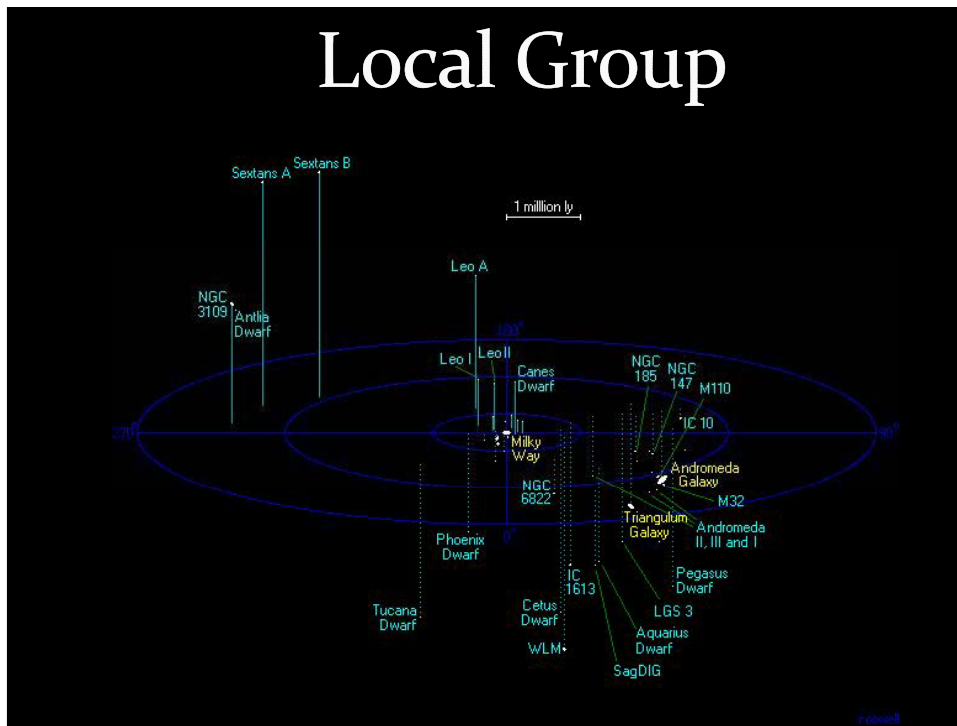 Local Group
Sextans A
Sextans B
1 milllion ly
Leo A
NGC
3109
Antlia
Dwarf
180°
Leo I
Leo II
Canes
Dwarf
NGC
185
NGC
147
M110
IC 10
270°
90°
Milky
Way
Andromeda
Galaxy
NGC
6822
M32
Triangulum
Galaxy
Andromeda
II, III and I
0°
Phoenix
Dwarf
IC
1613
Pegasus
Dwarf
Tucana
Dwarf
Cetus
Dwarf
LGS 3
WLM
Aquarius
Dwarf
SagDIG